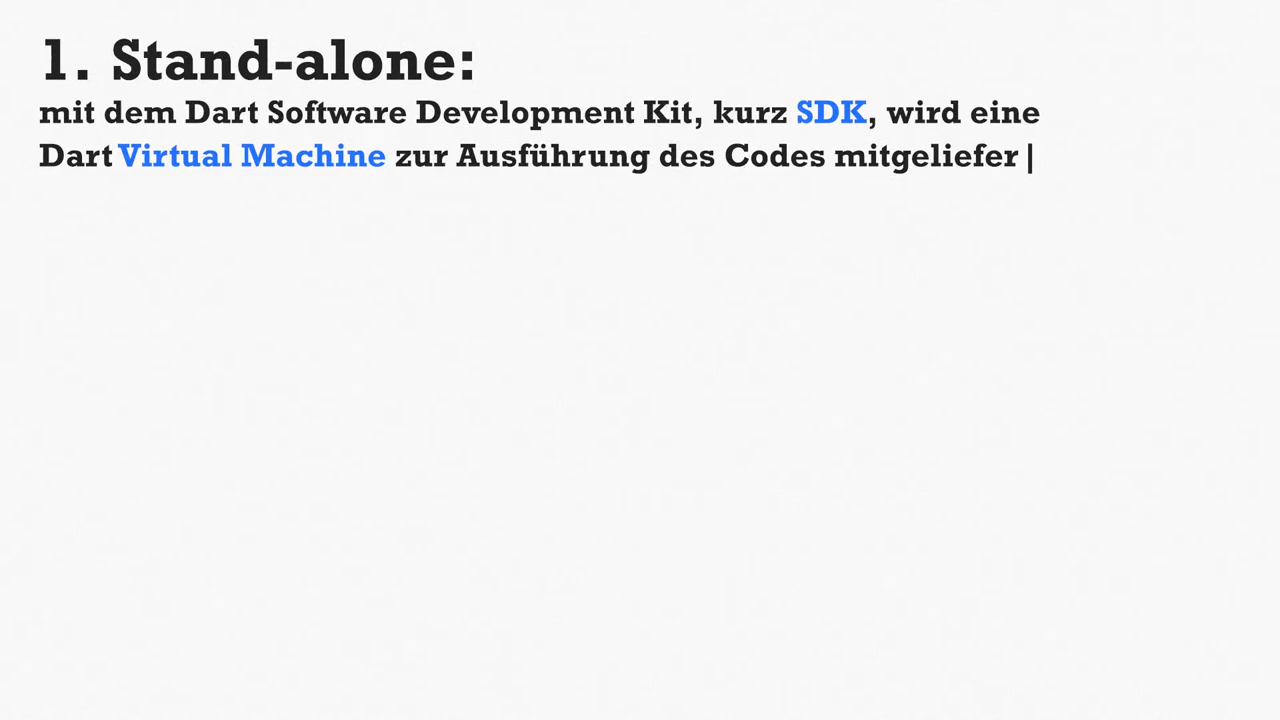 1. Stand-alone:
mit dem Dart Software Development Kit, kurz SDK, wird eine
Dart Virtual Machine zur Ausführung des Codes mitgeliefer|